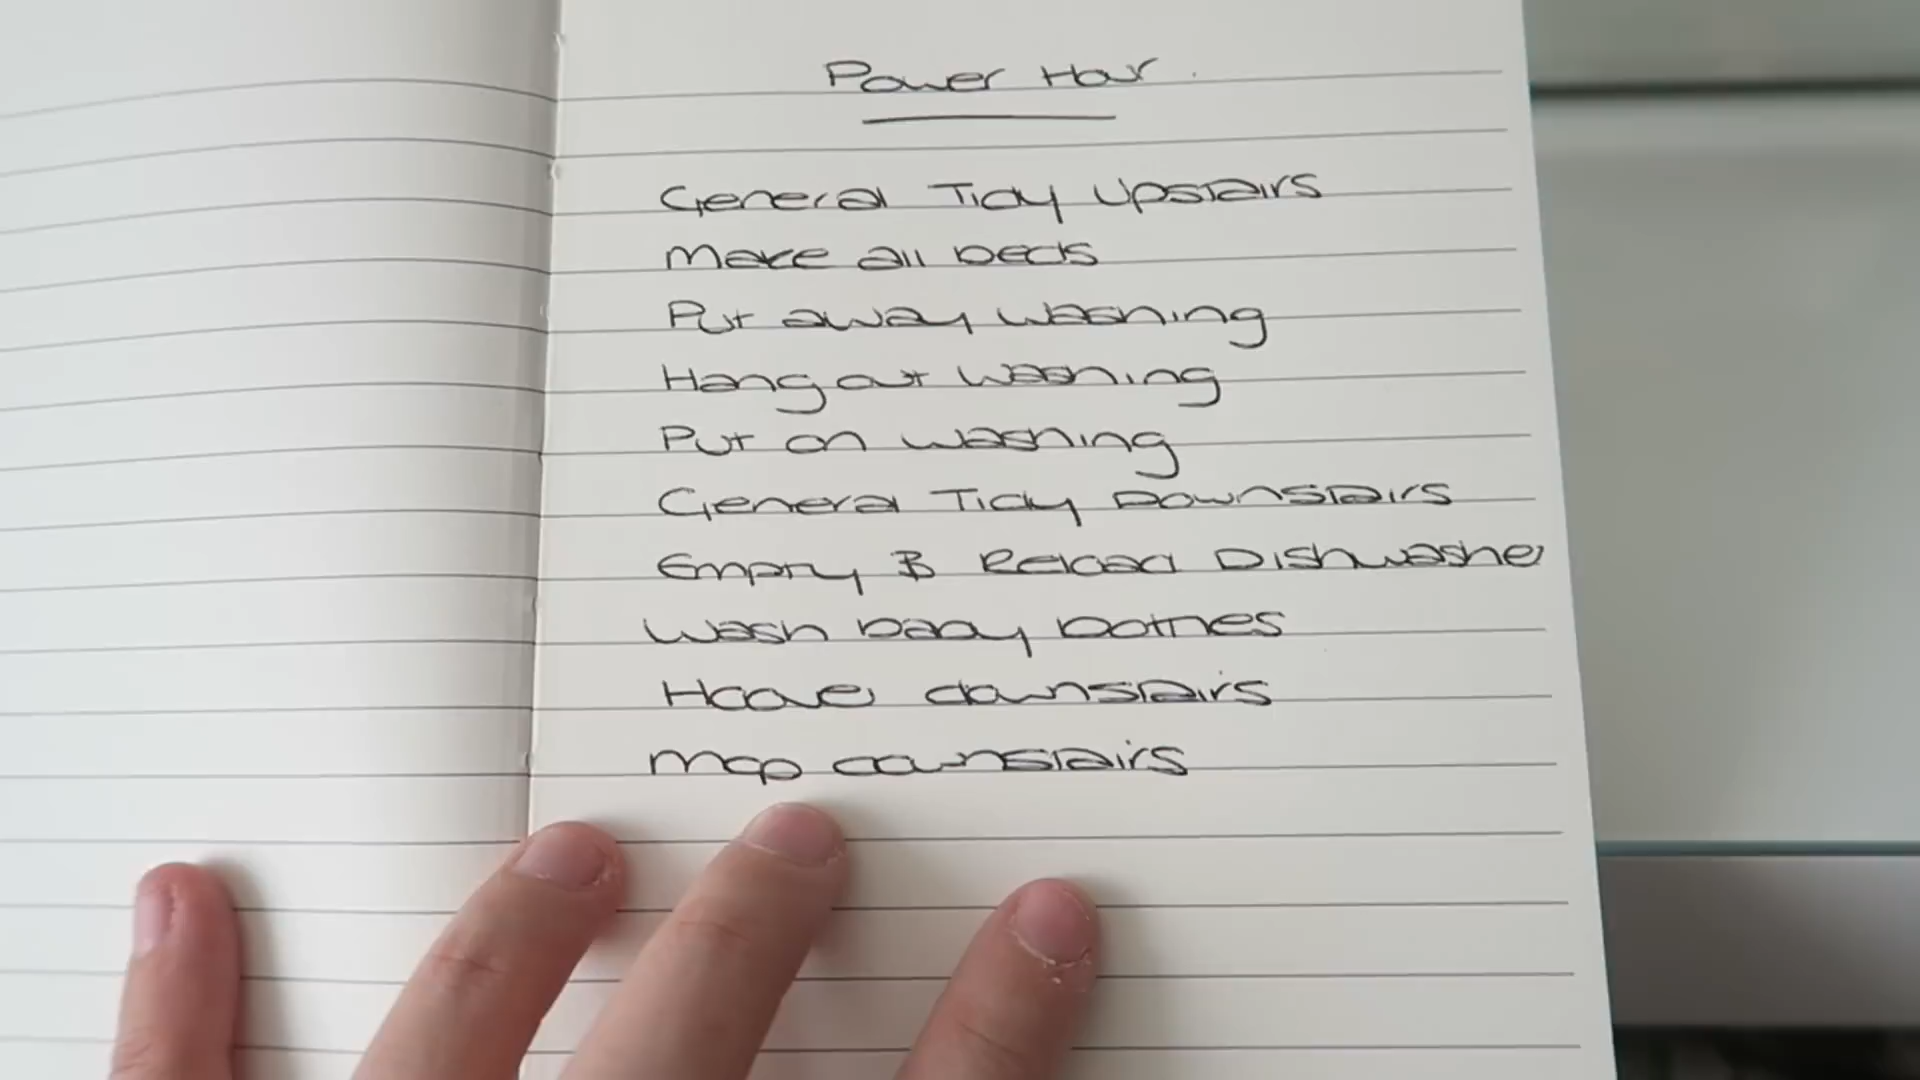 Power Hour
General Tidy Upstairs
Make all beds
Put away washing
Hang out washing
Put on washing
General Tidy Downstairs
Empty & Reload Dishwasher
Wash baby bottles
Hoover downstairs
Mop downstairs